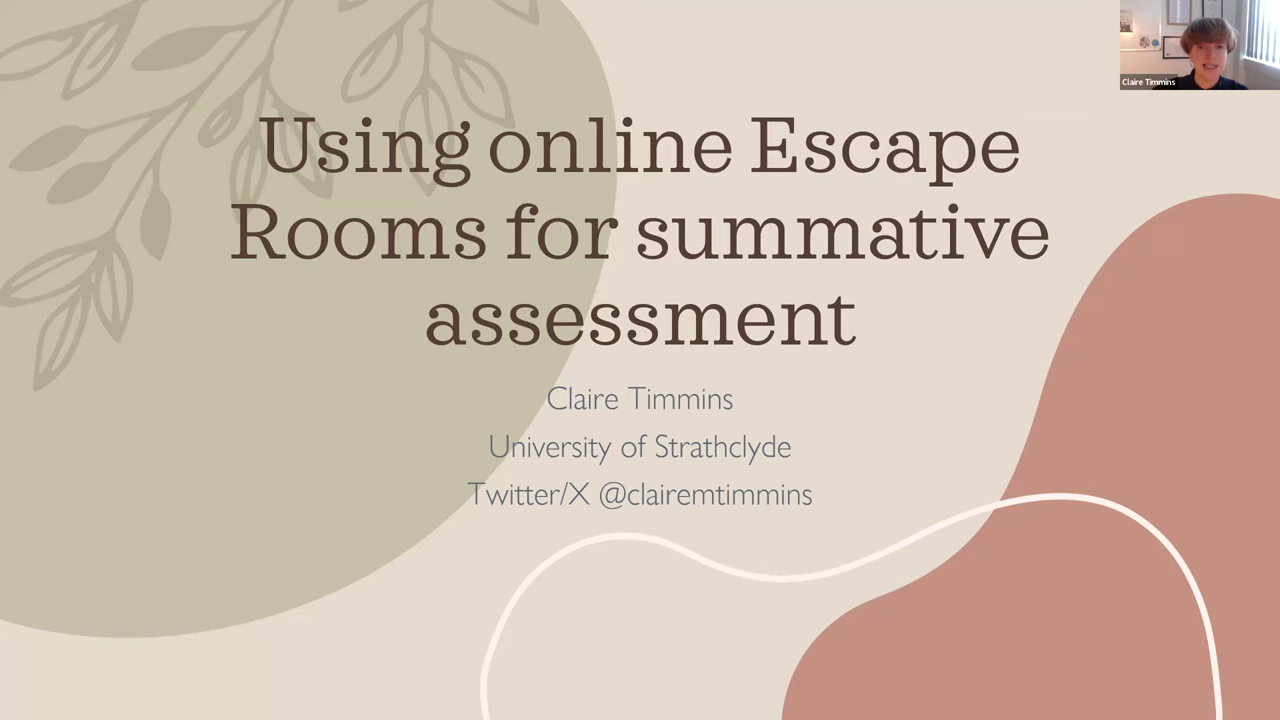 Claire Timmins
Using online Escape
Rooms for summative
assessment
Claire Timmins
University of Strathclyde
Twitter/X @clairemtimmins